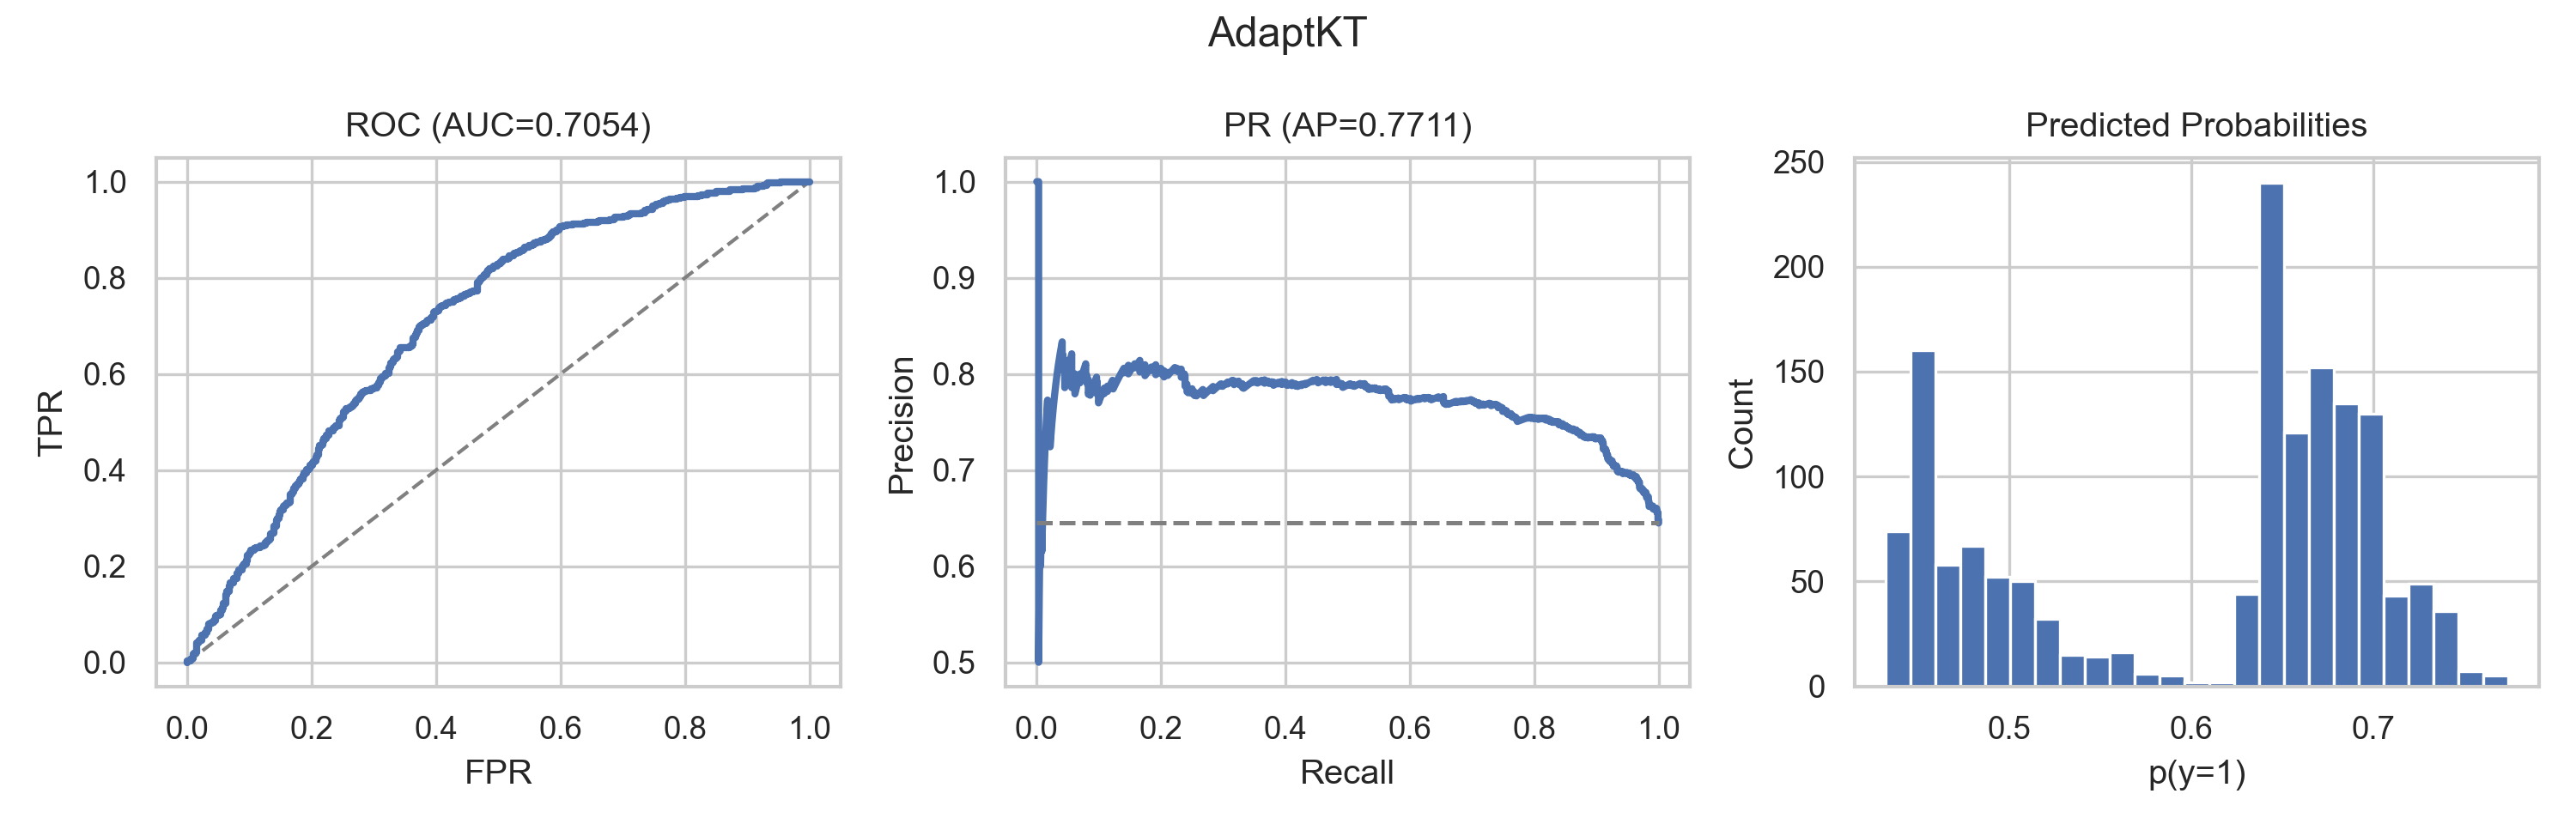 AdaptKT
ROC (AUC=0.7054)
TPR
1.0
0.8
0.6
0.4
0.2
0.0
0.0 0.2 0.4 0.6 0.8 1.0
FPR
PR (AP=0.7711)
Precision
1.0
0.9
0.8
0.7
0.6
0.5
0.0 0.2 0.4 0.6 0.8 1.0
Recall
Predicted Probabilities
Count
250
200
150
100
50
0
0.5 0.6 0.7
p(y=1)